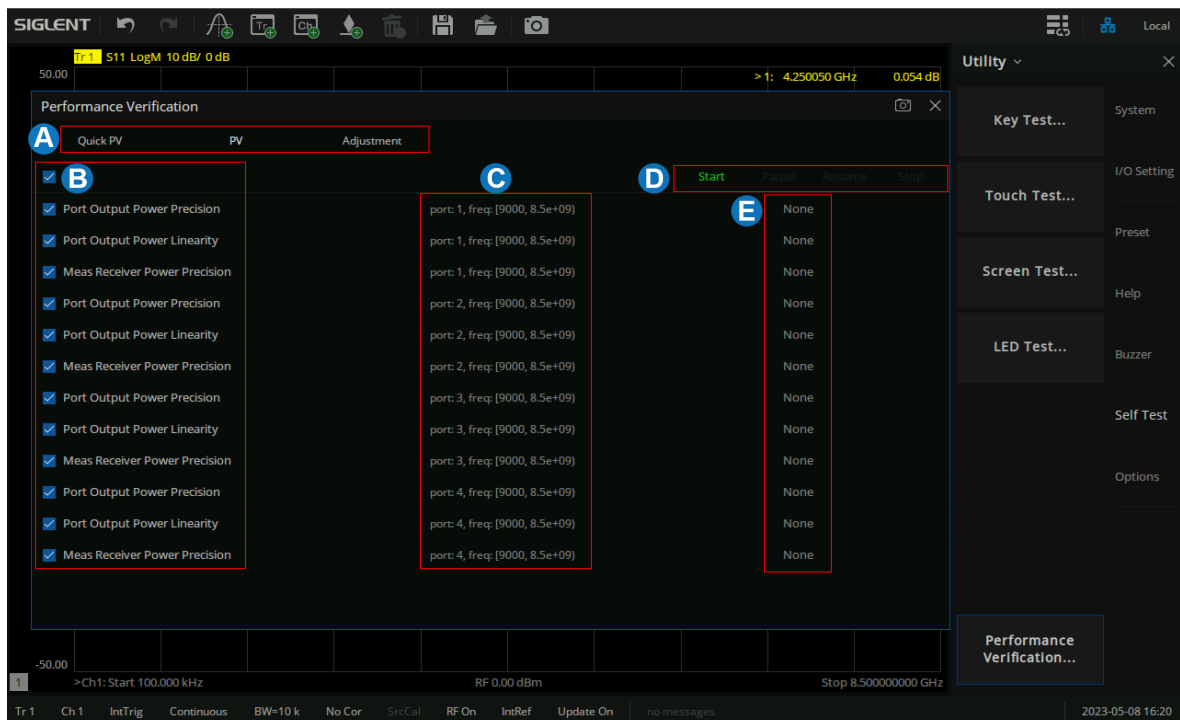 SIGLENT Tr Ch Local
Tr 1 S11 LogM 10 dB/ 0 dB
50.00
> 1: 4.250050 GHz 0.054 dB
Utility
Performance Verification
A Quick PV PV Adjustment
B C D Start Pause Resume Stop
E
Port Output Power Precision port: 1, freq: [9000, 8.5e+09) None
Port Output Power Linearity port: 1, freq: [9000, 8.5e+09) None
Meas Receiver Power Precision port: 1, freq: [9000, 8.5e+09) None
Port Output Power Precision port: 2, freq: [9000, 8.5e+09) None
Port Output Power Linearity port: 2, freq: [9000, 8.5e+09) None
Meas Receiver Power Precision port: 2, freq: [9000, 8.5e+09) None
Port Output Power Precision port: 3, freq: [9000, 8.5e+09) None
Port Output Power Linearity port: 3, freq: [9000, 8.5e+09) None
Meas Receiver Power Precision port: 3, freq: [9000, 8.5e+09) None
Port Output Power Precision port: 4, freq: [9000, 8.5e+09) None
Port Output Power Linearity port: 4, freq: [9000, 8.5e+09) None
Meas Receiver Power Precision port: 4, freq: [9000, 8.5e+09) None
Key Test...
Touch Test...
Screen Test...
LED Test...
Performance
Verification...
System
I/O Setting
Preset
Help
Buzzer
Self Test
Options
-50.00
1 >Ch1: Start 100.000 kHz RF 0.00 dBm Stop 8.500000000 GHz
Tr 1 Ch 1 IntTrig Continuous BW=10 k No Cor SrcCal RF On IntRef Update On no messages 2023-05-08 16:20